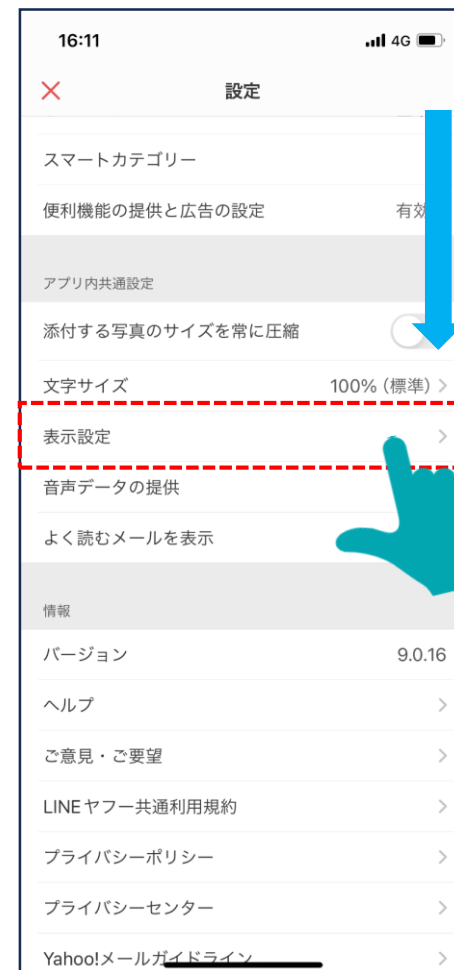 16:11 4G
設定
スマートカテゴリー
便利機能の提供と広告の設定 有効
アプリ内共通設定
添付する写真のサイズを常に圧縮
文字サイズ 100% (標準)
表示設定
音声データの提供
よく読むメールを表示
情報
バージョン 9.0.16
ヘルプ
ご意見・ご要望
LINEヤフー共通利用規約
プライバシーポリシー
プライバシーセンター
Yahoo!メールガイドライン